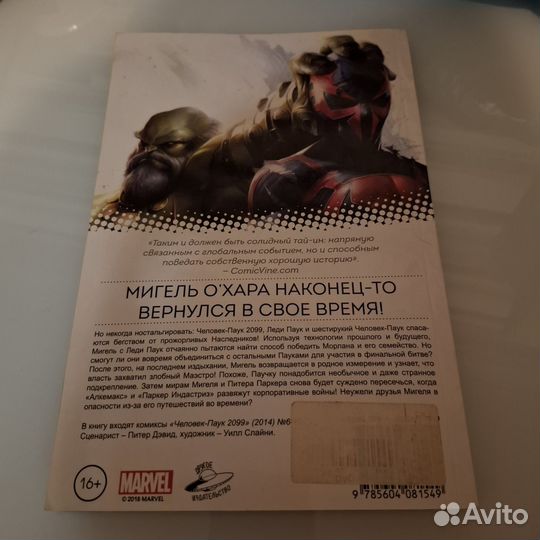 «Таким и должен быть солидный тай-ин: напрямую
связанным с глобальным событием, но и способным
поведать собственную хорошую историю».
– ComicVine.com
МИГЕЛЬ О'ХАРА НАКОНЕЦ-ТО
ВЕРНУЛСЯ В СВОЕ ВРЕМЯ!
Но некогда ностальгировать: Человек-Паук 2099, Леди Паук и шестирукий Человек-Паук спаса-
ются бегством от прожорливых Наследников! Используя технологии прошлого и будущего,
Мигель с Леди Паук отчаянно пытаются найти способ победить Морлана и его семейство. Но
смогут ли они вовремя объединиться с остальными Пауками для участия в финальной битве?
После этого, на последнем издыхании, Мигель возвращается в родное измерение и узнает, что
власть захватил злобный Маэстро! Похоже, Паучку понадобится необычное и даже странное
подкрепление. Затем мирам Мигеля и Питера Паркера снова будет суждено пересечься, когда
«Алкемакс» и «Паркер Индастриз» развяжут корпоративные войны! Неужели друзья Мигеля в
опасности из-за его путешествий во времени?
В книгу входят комиксы «Человек-Паук 2099» (2014) №6-
Сценарист – Питер Дэвид, художник – Уилл Слайни.
16+
MARVEL
© 2018 MARVEL
ДРУГОЕ
ИЗДАТЕЛЬСТВО
9 785604 081549 >
Avito